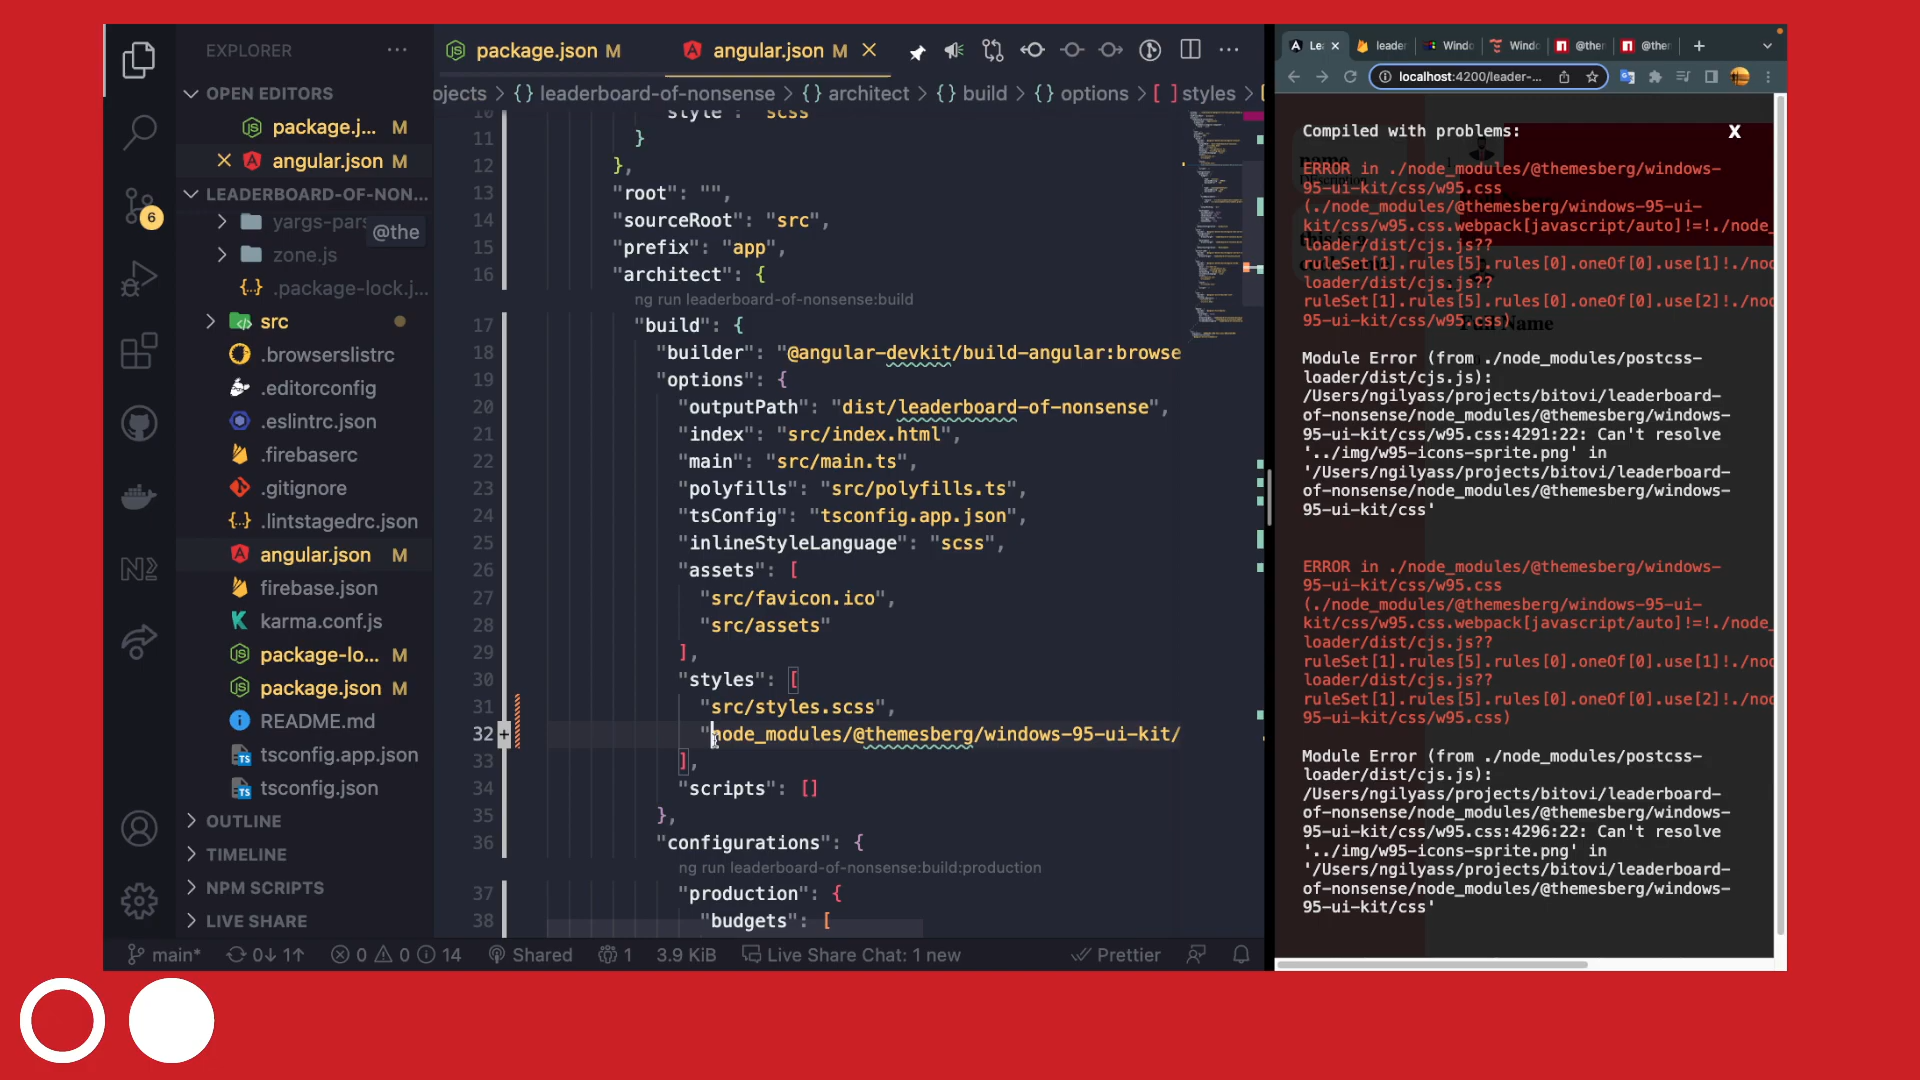 EXPLORER
OPEN EDITORS
package.j... M
angular.json M
LEADERBOARD-OF-NON...
@the
zone.js
.package-lock.j...
src
.browserslistrc
.editorconfig
.eslintrc.json
.firebaserc
.gitignore
.lintstagedrc.json
angular.json M
firebase.json
karma.conf.js
package-lo... M
package.json M
README.md
tsconfig.app.json
tsconfig.json
OUTLINE
TIMELINE
NPM SCRIPTS
LIVE SHARE
6
package.json M
angular.json M
ojects > {} leaderboard-of-nonsense > {} architect > {} build > {} options > [ ] styles >
10 "style": "scss"
11 }
12 },
13 "root": "",
14 "sourceRoot": "src",
15 "prefix": "app",
16 "architect": {
ng run leaderboard-of-nonsense:build
17 "build": {
18 "builder": "@angular-devkit/build-angular:browse
19 "options": {
20 "outputPath": "dist/leaderboard-of-nonsense",
21 "index": "src/index.html",
22 "main": "src/main.ts",
23 "polyfills": "src/polyfills.ts",
24 "tsConfig": "tsconfig.app.json",
25 "inlineStyleLanguage": "scss",
26 "assets": [
27 "src/favicon.ico",
28 "src/assets"
29 ],
30 "styles": [
31 "src/styles.scss",
32 "node_modules/@themesberg/windows-95-ui-kit/
33 ],
34 "scripts": []
35 },
36 "configurations": {
ng run leaderboard-of-nonsense:build:production
37 "production": {
38 "budgets": [
main* 0↓ 1↑ 0 0 14 Shared 1 3.9 KiB Live Share Chat: 1 new Prettier
Le leader Windo Wind @ther @ther
localhost:4200/leader-...
Compiled with problems: X
ERROR in ./node_modules/@themesberg/windows-
95-ui-kit/css/w95.css
(./node_modules/@themesberg/windows-95-ui-
kit/css/w95.css.webpack[javascript/auto]!=!./node_
loader/dist/cjs.js??
ruleSet[1].rules[5].rules[0].oneOf[0].use[1]!./noc
loader/dist/cjs.js??
ruleSet[1].rules[5].rules[0].oneOf[0].use[2]!./noc
95-ui-kit/css/w95.css)
Full Name
Module Error (from ./node_modules/postcss-
loader/dist/cjs.js):
/Users/ngilyass/projects/bitovi/leaderboard-
of-nonsense/node_modules/@themesberg/windows-
95-ui-kit/css/w95.css:4291:22: Can't resolve
'../img/w95-icons-sprite.png' in
'/Users/ngilyass/projects/bitovi/leaderboard-
of-nonsense/node_modules/@themesberg/windows-
95-ui-kit/css'
ERROR in ./node_modules/@themesberg/windows-
95-ui-kit/css/w95.css
(./node_modules/@themesberg/windows-95-ui-
kit/css/w95.css.webpack[javascript/auto]!=!./node_
loader/dist/cjs.js??
ruleSet[1].rules[5].rules[0].oneOf[0].use[1]!./noc
loader/dist/cjs.js??
ruleSet[1].rules[5].rules[0].oneOf[0].use[2]!./noc
95-ui-kit/css/w95.css)
Module Error (from ./node_modules/postcss-
loader/dist/cjs.js):
/Users/ngilyass/projects/bitovi/leaderboard-
of-nonsense/node_modules/@themesberg/windows-
95-ui-kit/css/w95.css:4296:22: Can't resolve
'../img/w95-icons-sprite.png' in
'/Users/ngilyass/projects/bitovi/leaderboard-
of-nonsense/node_modules/@themesberg/windows-
95-ui-kit/css'